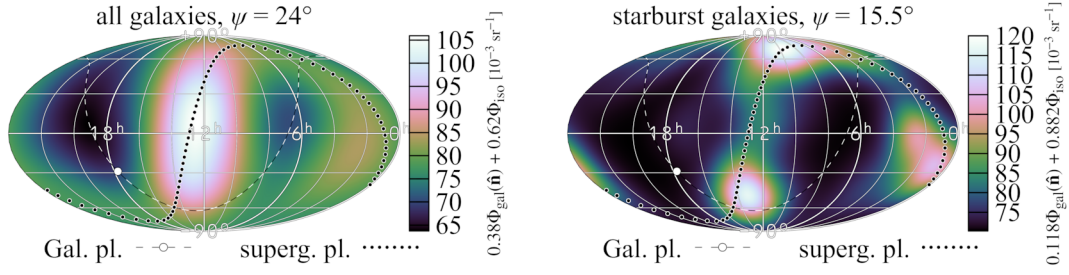 all galaxies, ψ = 24°
+90°
18ʰ 12ʰ 6ʰ 0ʰ
-90°
105
100
95
90
85
80
75
70
65
0.38Φgal(n̂) + 0.62Φiso [10⁻³ sr⁻¹]
Gal. pl. superg. pl.
starburst galaxies, ψ = 15.5°
+90°
18ʰ 12ʰ 6ʰ 0ʰ
-90°
120
115
110
105
100
95
90
85
80
75
0.118Φgal(n̂) + 0.882Φiso [10⁻³ sr⁻¹]
Gal. pl. superg. pl.